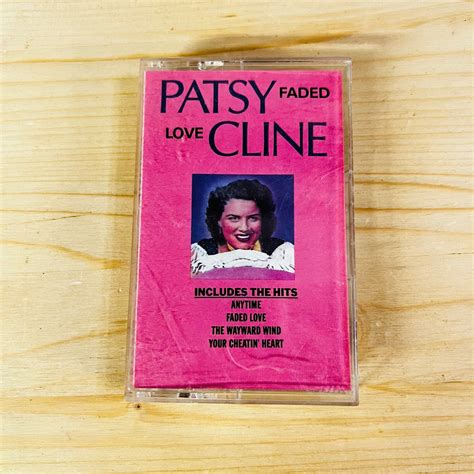 PATSY FADED
LOVE CLINE
INCLUDES THE HITS
ANYTIME
FADED LOVE
THE WAYWARD WIND
YOUR CHEATIN' HEART